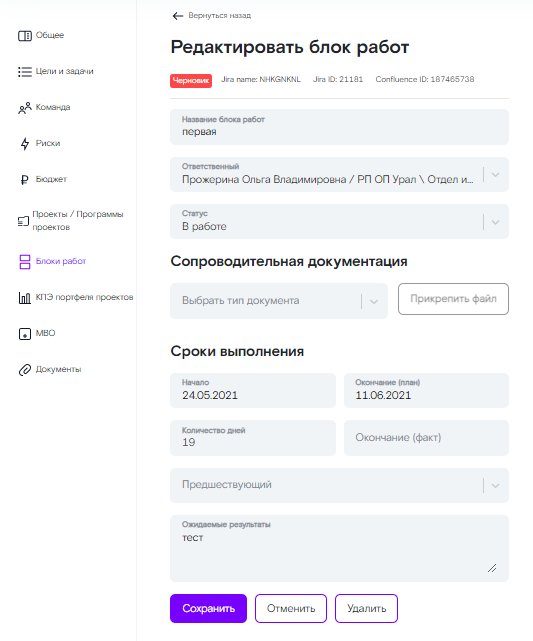 Вернуться назад
Общее
Цели и задачи
Команда
Риски
Бюджет
Проекты / Программы
проектов
Блоки работ
КПЭ портфеля проектов
МВО
Документы
Редактировать блок работ
Черновик Jira name: NHKGNKNL Jira ID: 21181 Confluence ID: 187465738
Название блока работ
первая
Ответственный
Прожерина Ольга Владимировна / РП ОП Урал \ Отдел и...
Статус
В работе
Сопроводительная документация
Выбрать тип документа
Прикрепить файл
Сроки выполнения
Начало
24.05.2021
Окончание (план)
11.06.2021
Количество дней
19
Окончание (факт)
Предшествующий
Ожидаемые результаты
тест
Сохранить
Отменить
Удалить